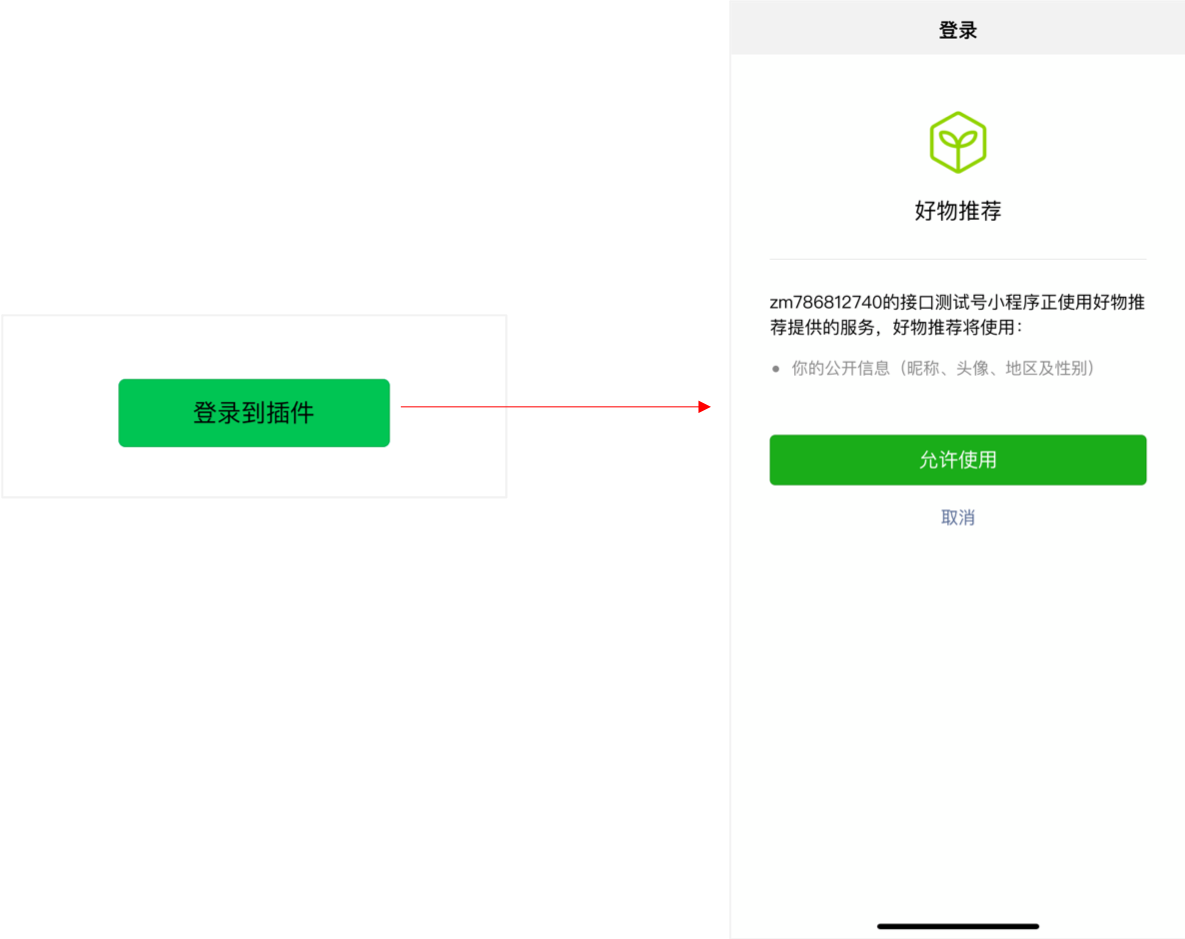 登录到插件
登录
好物推荐
zm786812740的接口测试号小程序正使用好物推
荐提供的服务，好物推荐将使用：
你的公开信息（昵称、头像、地区及性别）
允许使用
取消